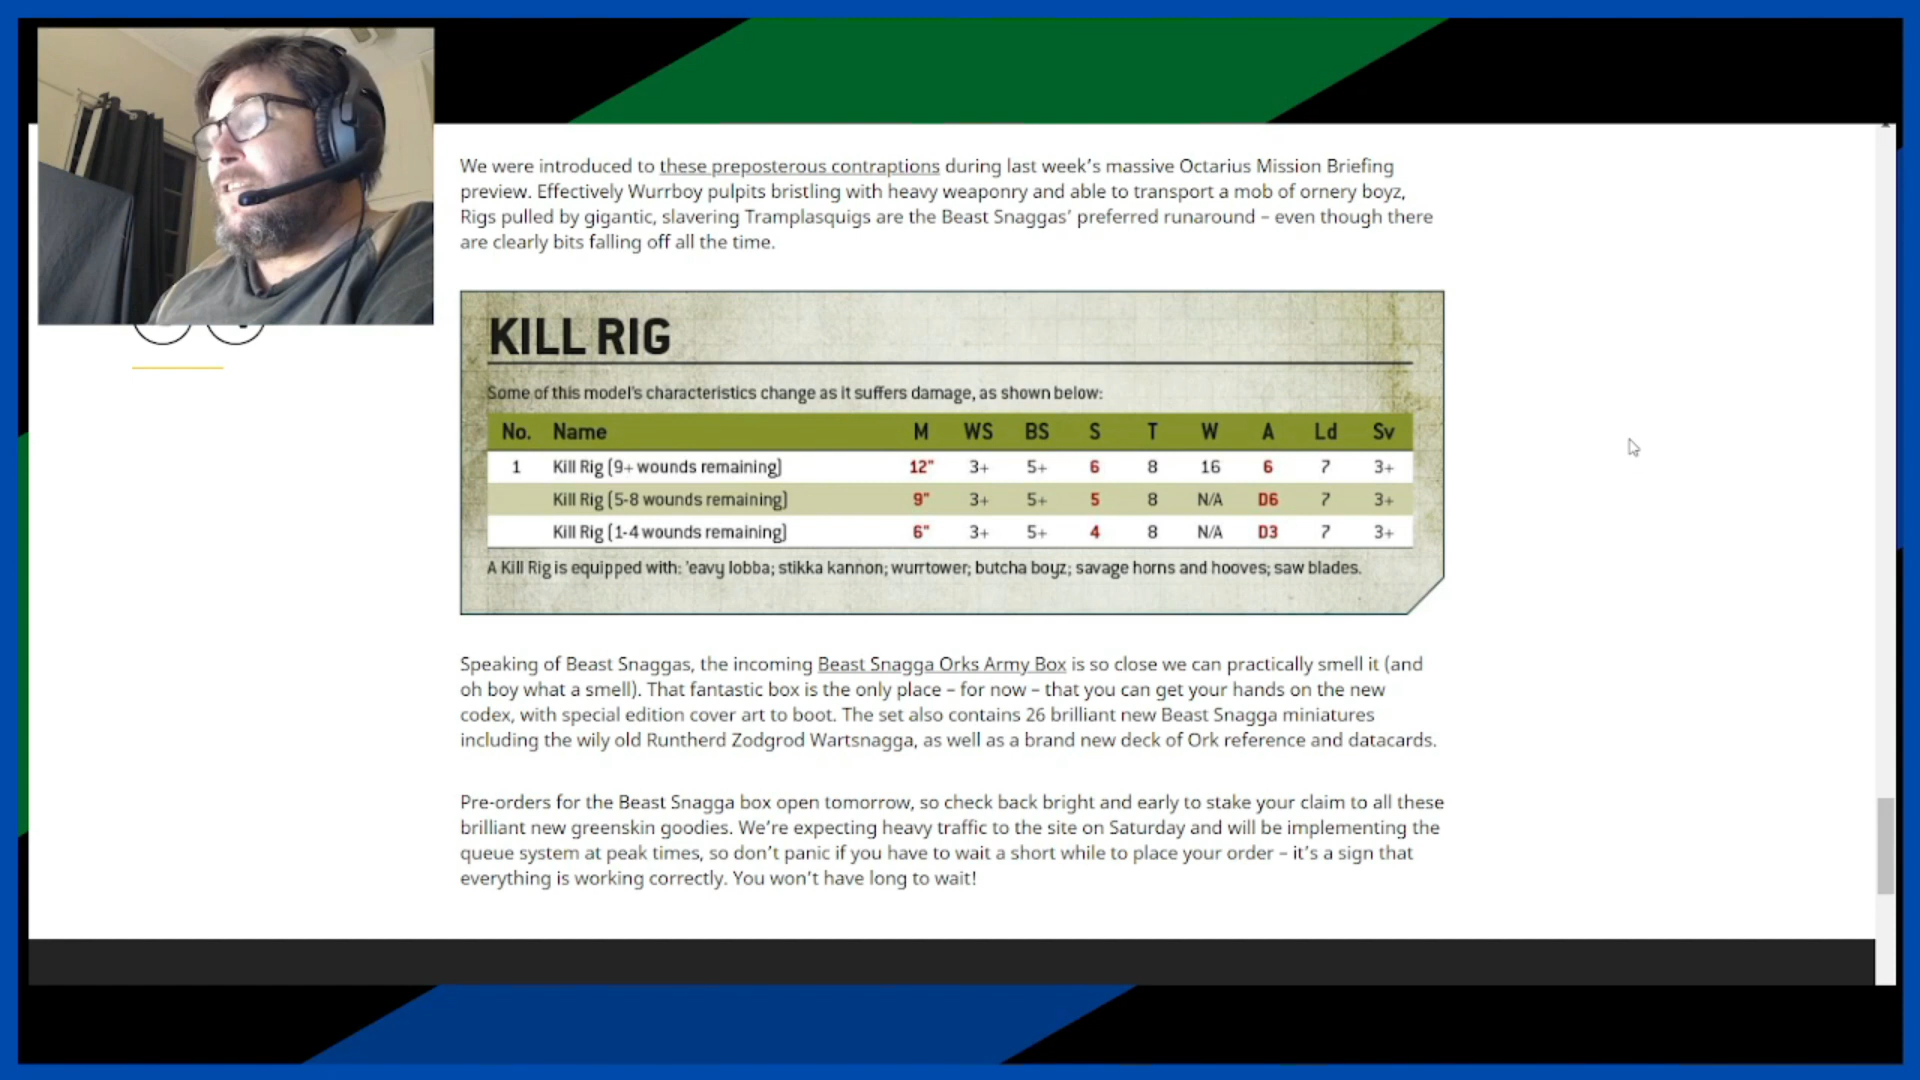 We were introduced to these preposterous contraptions during last week's massive Octarius Mission Briefing
preview. Effectively Wurrboy pulpits bristling with heavy weaponry and able to transport a mob of ornery boyz,
Rigs pulled by gigantic, slavering Tramplasquigs are the Beast Snaggas' preferred runaround – even though there
are clearly bits falling off all the time.
KILL RIG
Some of this model's characteristics change as it suffers damage, as shown below:
No. Name M WS BS S T W A Ld Sv
1 Kill Rig (9+ wounds remaining) 12" 3+ 5+ 6 8 16 6 7 3+
Kill Rig (5-8 wounds remaining) 9" 3+ 5+ 5 8 N/A D6 7 3+
Kill Rig (1-4 wounds remaining) 6" 3+ 5+ 4 8 N/A D3 7 3+
A Kill Rig is equipped with: 'eavy lobba; stikka kannon; wurrtower; butcha boyz; savage horns and hooves; saw blades.
Speaking of Beast Snaggas, the incoming Beast Snagga Orks Army Box is so close we can practically smell it (and
oh boy what a smell). That fantastic box is the only place – for now – that you can get your hands on the new
codex, with special edition cover art to boot. The set also contains 26 brilliant new Beast Snagga miniatures
including the wily old Runtherd Zodgrod Wartsnagga, as well as a brand new deck of Ork reference and datacards.
Pre-orders for the Beast Snagga box open tomorrow, so check back bright and early to stake your claim to all these
brilliant new greenskin goodies. We're expecting heavy traffic to the site on Saturday and will be implementing the
queue system at peak times, so don't panic if you have to wait a short while to place your order – it's a sign that
everything is working correctly. You won't have long to wait!